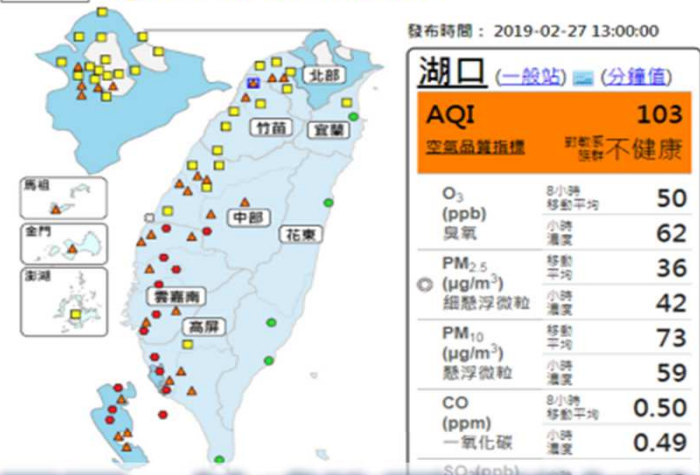 發布時間： 2019-02-27 13:00:00
湖口 (一般站) (分鐘值)
AQI 103
空氣品質指標 對敏感族群不健康
O3 (ppb) 臭氧
8小時移動平均 50
小時濃度 62
PM2.5 (μg/m3) 細懸浮微粒
移動平均 36
小時濃度 42
PM10 (μg/m3) 懸浮微粒
移動平均 73
小時濃度 59
CO (ppm) 一氧化碳
8小時移動平均 0.50
小時濃度 0.49
SO2 (ppb)
北部
竹苗
宜蘭
馬祖
中部
金門
花東
澎湖
雲嘉南
高屏